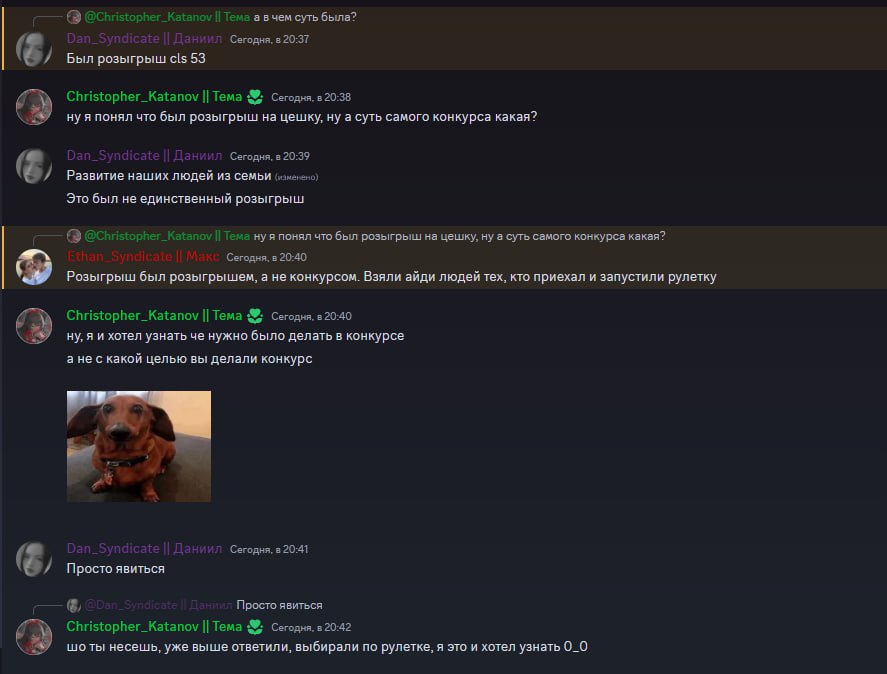 @Christopher_Katanov || Тема а в чем суть была?
Dan_Syndicate || Даниил Сегодня, в 20:37
Был розыгрыш cls 53
Christopher_Katanov || Тема Сегодня, в 20:38
ну я понял что был розыгрыш на цешку, ну а суть самого конкурса какая?
Dan_Syndicate || Даниил Сегодня, в 20:39
Развитие наших людей из семьи (изменено)
Это был не единственный розыгрыш
@Christopher_Katanov || Тема ну я понял что был розыгрыш на цешку, ну а суть самого конкурса какая?
Ethan_Syndicate || Макс Сегодня, в 20:40
Розыгрыш был розыгрышем, а не конкурсом. Взяли айди людей тех, кто приехал и запустили рулетку
Christopher_Katanov || Тема Сегодня, в 20:40
ну, я и хотел узнать че нужно было делать в конкурсе
а не с какой целью вы делали конкурс
Dan_Syndicate || Даниил Сегодня, в 20:41
Просто явиться
@Dan_Syndicate || Даниил Просто явиться
Christopher_Katanov || Тема Сегодня, в 20:42
шо ты несешь, уже выше ответили, выбирали по рулетке, я это и хотел узнать 0_0